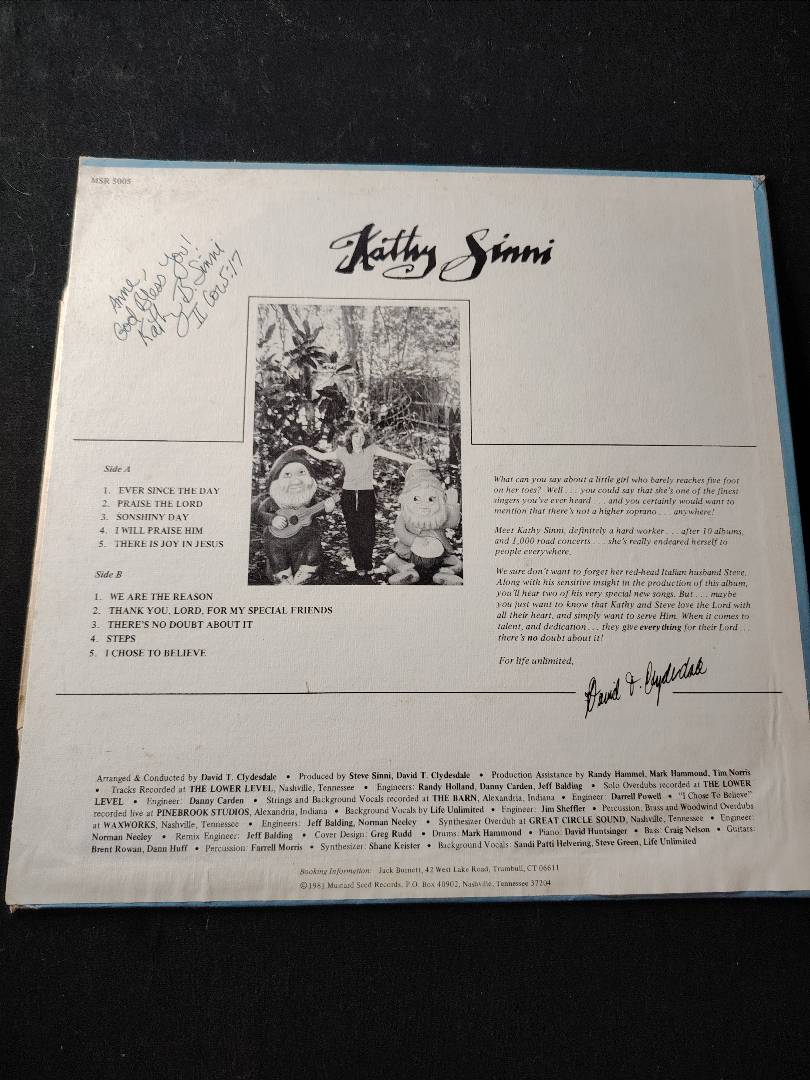 MSR 5005
Kathy Sinni
Anne,
God Bless You!
Kathy B. Sinni
II Cor 5:17
Side A
1. EVER SINCE THE DAY
2. PRAISE THE LORD
3. SONSHINY DAY
4. I WILL PRAISE HIM
5. THERE IS JOY IN JESUS
Side B
1. WE ARE THE REASON
2. THANK YOU, LORD, FOR MY SPECIAL FRIENDS
3. THERE'S NO DOUBT ABOUT IT
4. STEPS
5. I CHOSE TO BELIEVE
What can you say about a little girl who barely reaches five foot
on her toes? Well . . . you could say that she's one of the finest
singers you've ever heard . . . and you certainly would want to
mention that there's not a higher soprano . . . anywhere!
Meet Kathy Sinni, definitely a hard worker . . . after 10 albums,
and 1,000 road concerts . . . she's really endeared herself to
people everywhere.
We sure don't want to forget her red-head Italian husband Steve.
Along with his sensitive insight in the production of this album,
you'll hear two of his very special new songs. But . . . maybe
you just want to know that Kathy and Steve love the Lord with
all their heart, and simply want to serve Him. When it comes to
talent, and dedication . . . they give everything for their Lord . . .
there's no doubt about it!
For life unlimited,
David T. Clydesdale
Arranged & Conducted by David T. Clydesdale • Produced by Steve Sinni, David T. Clydesdale • Production Assistance by Randy Hammel, Mark Hammond, Tim Norris
• Tracks Recorded at THE LOWER LEVEL, Nashville, Tennessee • Engineers: Randy Holland, Danny Carden, Jeff Balding • Solo Overdubs recorded at THE LOWER
LEVEL • Engineer: Danny Carden • Strings and Background Vocals recorded at THE BARN, Alexandria, Indiana • Engineer: Darrell Powell • "I Chose To Believe"
recorded live at PINEBROOK STUDIOS, Alexandria, Indiana • Background Vocals by Life Unlimited • Engineer: Jim Sheffler • Percussion, Brass and Woodwind Overdubs
at WAXWORKS, Nashville, Tennessee • Engineers: Jeff Balding, Norman Neeley • Synthesizer Overdub at GREAT CIRCLE SOUND, Nashville, Tennessee • Engineer:
Norman Neeley • Remix Engineer: Jeff Balding • Cover Design: Greg Rudd • Drums: Mark Hammond • Piano: David Huntsinger • Bass: Craig Nelson • Guitars:
Brent Rowan, Dann Huff • Percussion: Farrell Morris • Synthesizer: Shane Keister • Background Vocals: Sandi Patti Helvering, Steve Green, Life Unlimited
Booking Information: Jack Burnett, 42 West Lake Road, Trumbull, CT 06611
©1981 Mustard Seed Records, P.O. Box 40902, Nashville, Tennessee 37204